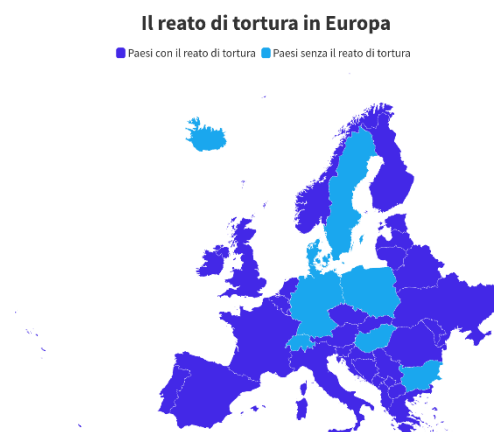 Il reato di tortura in Europa
Paesi con il reato di tortura Paesi senza il reato di tortura